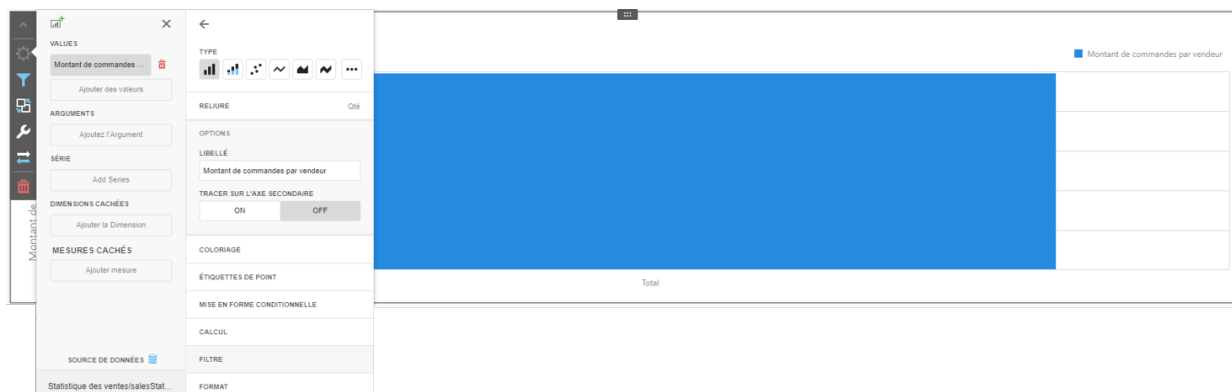 VALUES
Montant de commandes ...
Ajouter des valeurs
ARGUMENTS
Ajoutez l'Argument
SÉRIE
Add Series
DIMENSIONS CACHÉES
Ajouter la Dimension
MESURES CACHÉS
Ajouter mesure
SOURCE DE DONNÉES
Statistique des ventes/salesStat...
TYPE
RELIURE Qté
OPTIONS
LIBELLÉ
Montant de commandes par vendeur
TRACER SUR L'AXE SECONDAIRE
ON OFF
COLORIAGE
ÉTIQUETTES DE POINT
MISE EN FORME CONDITIONNELLE
CALCUL
FILTRE
FORMAT
Montant de
Montant de commandes par vendeur
Total